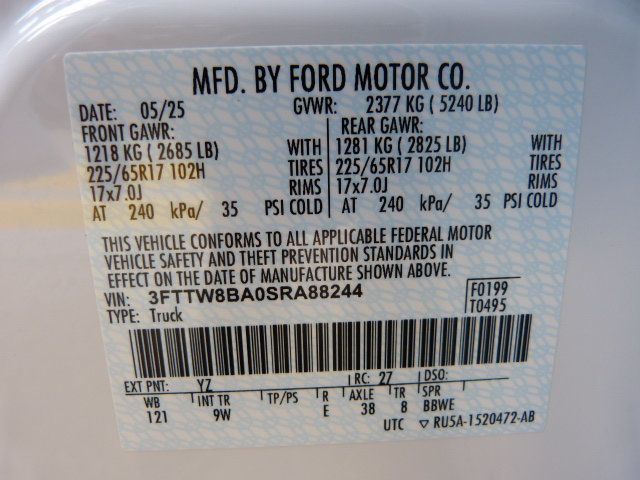 MFD. BY FORD MOTOR CO.
DATE: 05/25 GVWR: 2377 KG ( 5240 LB)
FRONT GAWR: REAR GAWR:
1218 KG ( 2685 LB) WITH 1281 KG ( 2825 LB) WITH
225/65R17 102H TIRES 225/65R17 102H TIRES
17x7.0J RIMS 17x7.0J RIMS
AT 240 kPa/ 35 PSI COLD AT 240 kPa/ 35 PSI COLD
THIS VEHICLE CONFORMS TO ALL APPLICABLE FEDERAL MOTOR
VEHICLE SAFETY AND THEFT PREVENTION STANDARDS IN
EFFECT ON THE DATE OF MANUFACTURE SHOWN ABOVE.
VIN: 3FTTW8BA0SRA88244 F0199
TYPE: Truck T0495
EXT PNT: YZ RC: 27 DSO:
WB INT TR TP/PS R AXLE TR SPR
121 9W E 38 8 BBWE
UTC ▽ RU5A-1520472-AB